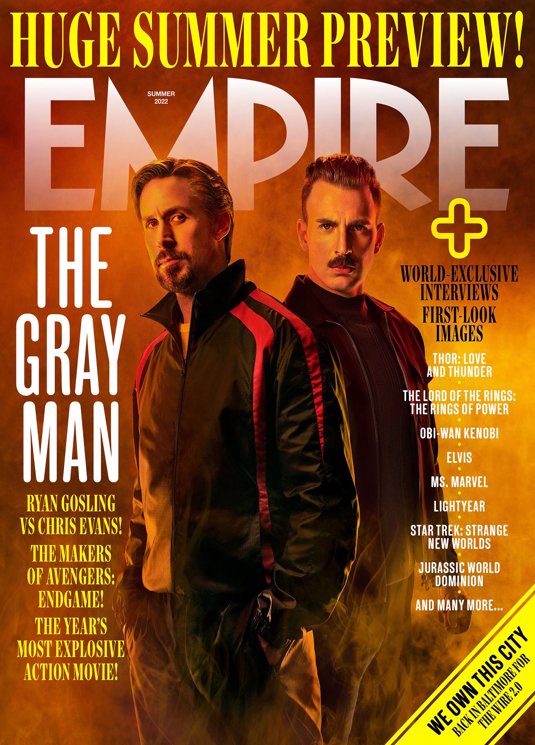 HUGE SUMMER PREVIEW!
EMPIRE
SUMMER
2022
THE
GRAY
MAN
RYAN GOSLING
VS CHRIS EVANS!
THE MAKERS
OF AVENGERS:
ENDGAME!
THE YEAR'S
MOST EXPLOSIVE
ACTION MOVIE!
+
WORLD-EXCLUSIVE
INTERVIEWS
FIRST-LOOK
IMAGES
THOR: LOVE
AND THUNDER
THE LORD OF THE RINGS:
THE RINGS OF POWER
OBI-WAN KENOBI
ELVIS
MS. MARVEL
LIGHTYEAR
STAR TREK: STRANGE
NEW WORLDS
JURASSIC WORLD
DOMINION
AND MANY MORE...
WE OWN THIS CITY
BACK IN BALTIMORE FOR
THE WIRE 2.0